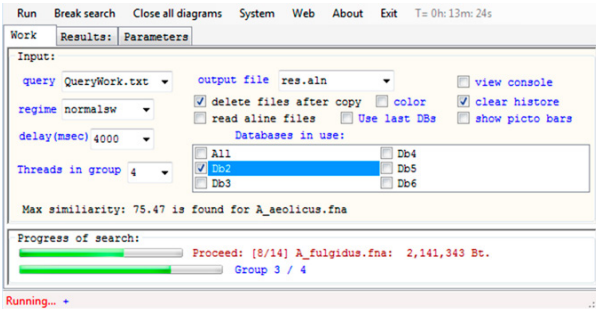 Run Break search Close all diagrams System Web About Exit T= 0h: 13m: 24s
Work Results: Parameters
Input:
query QueryWork.txt output file res.aln view console
regime normalsw delete files after copy color clear histore
read aline files Use last DBs show picto bars
delay(msec) 4000 Databases in use:
All Db4
Threads in group 4 Db2 Db5
Db3 Db6
Max similiarity: 75.47 is found for A_aeolicus.fna
Progress of search:
Proceed: [8/14] A_fulgidus.fna: 2,141,343 Bt.
Group 3 / 4
Running... +